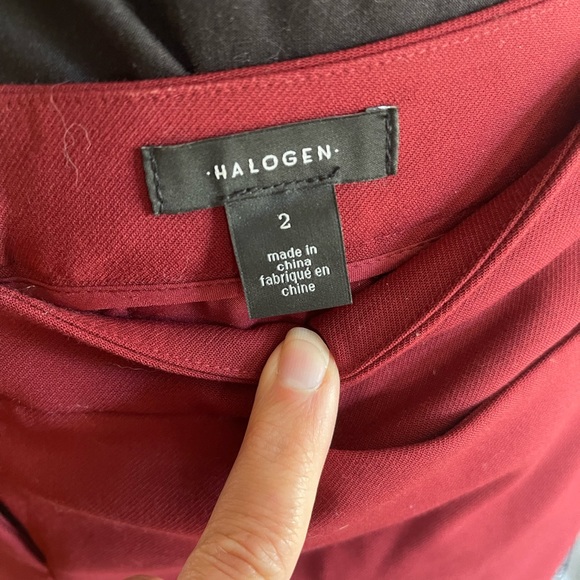 ·HALOGEN·
2
made in
china
fabriqué en
chine